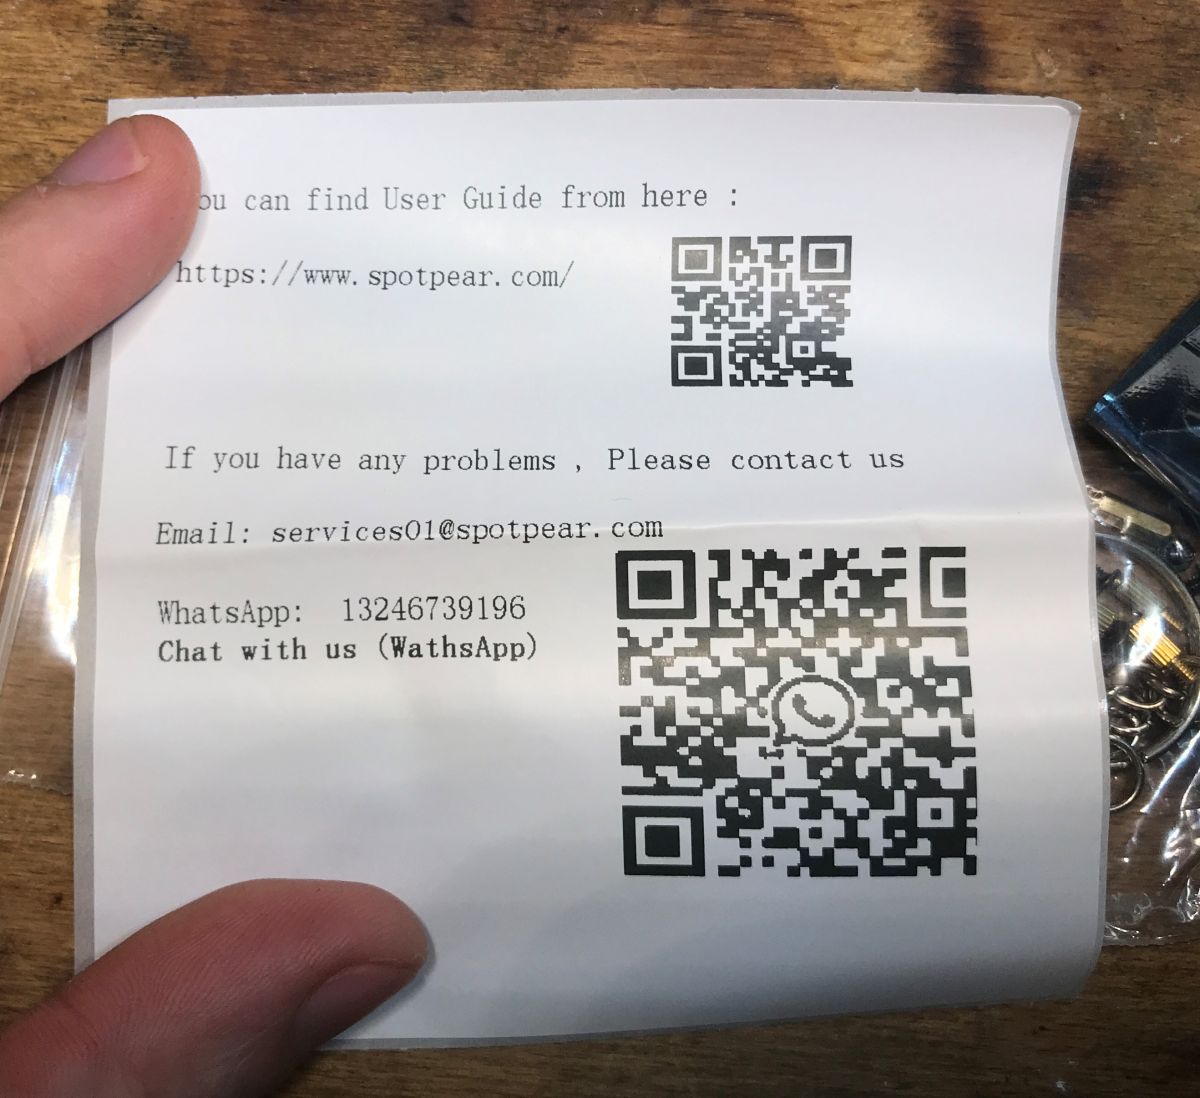 ou can find User Guide from here :
https://www.spotpear.com/
If you have any problems , Please contact us
Email: services01@spotpear.com
WhatsApp: 13246739196
Chat with us (WathsApp)